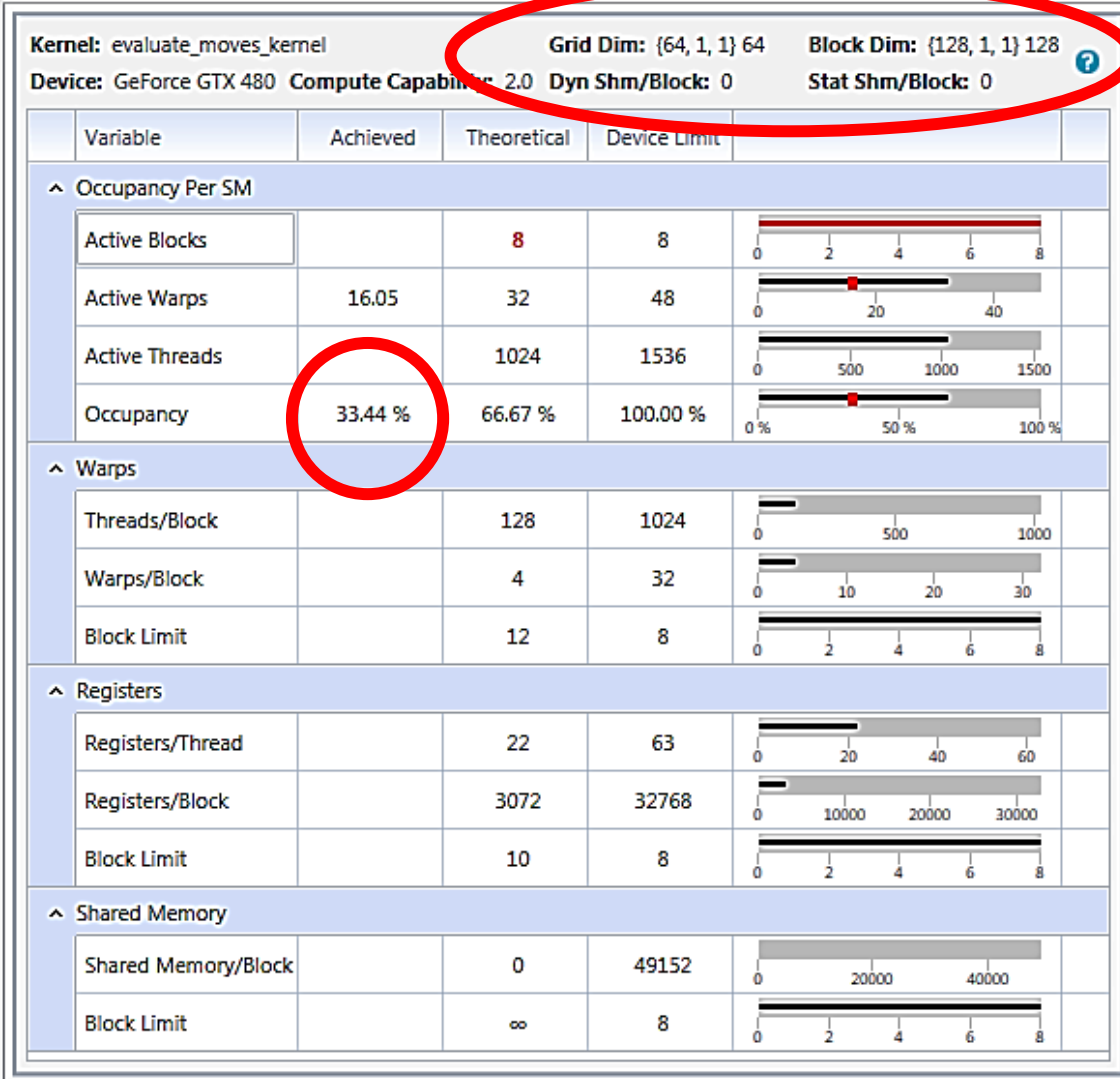 Kernel: evaluate_moves_kernel Grid Dim: {64, 1, 1} 64 Block Dim: {128, 1, 1} 128 ?
Device: GeForce GTX 480 Compute Capability: 2.0 Dyn Shm/Block: 0 Stat Shm/Block: 0
Variable Achieved Theoretical Device Limit
Occupancy Per SM
Active Blocks 8 8 0 2 4 6 8
Active Warps 16.05 32 48 0 20 40
Active Threads 1024 1536 0 500 1000 1500
Occupancy 33.44 % 66.67 % 100.00 % 0 % 50 % 100 %
Warps
Threads/Block 128 1024 0 500 1000
Warps/Block 4 32 0 10 20 30
Block Limit 12 8 0 2 4 6 8
Registers
Registers/Thread 22 63 0 20 40 60
Registers/Block 3072 32768 0 10000 20000 30000
Block Limit 10 8 0 2 4 6 8
Shared Memory
Shared Memory/Block 0 49152 0 20000 40000
Block Limit ∞ 8 0 2 4 6 8